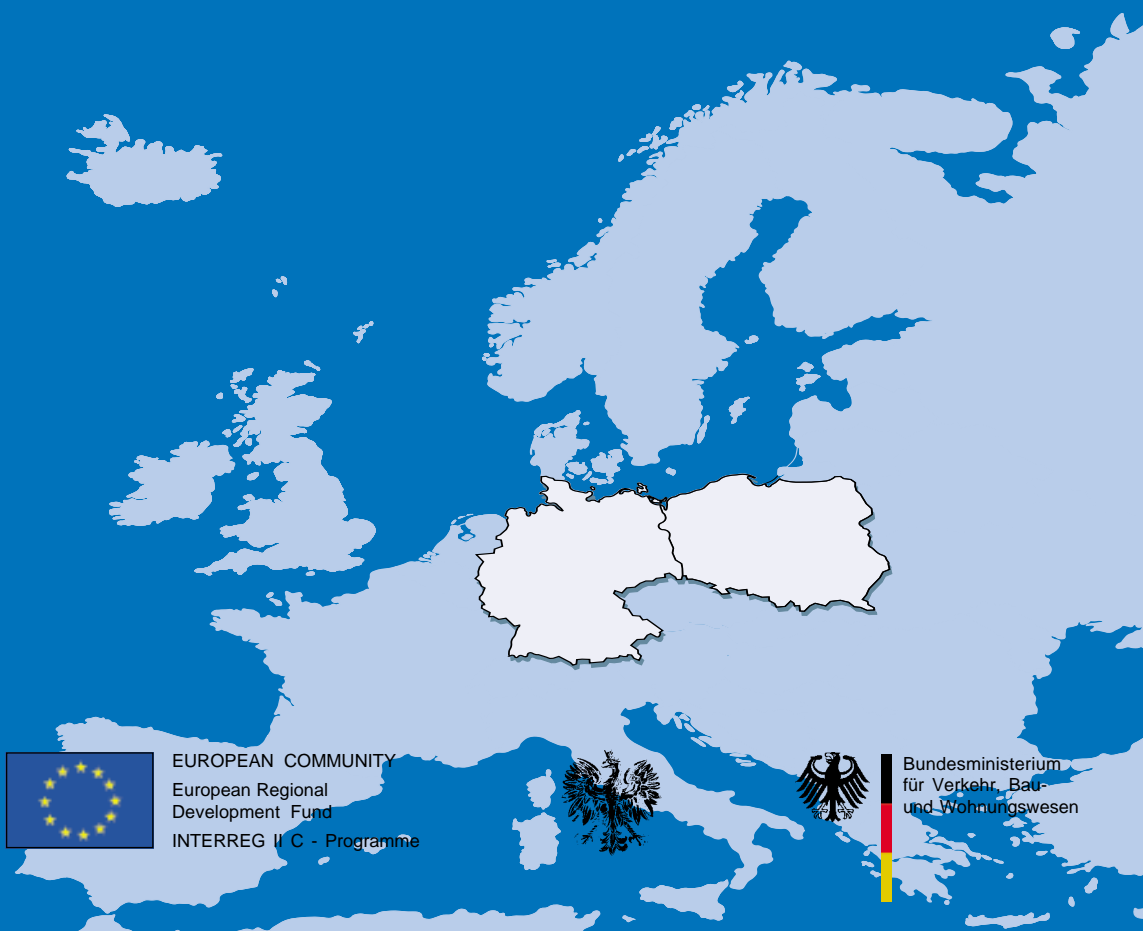 EUROPEAN COMMUNITY
European Regional
Development Fund
INTERREG II C - Programme
Bundesministerium
für Verkehr, Bau-
und Wohnungswesen